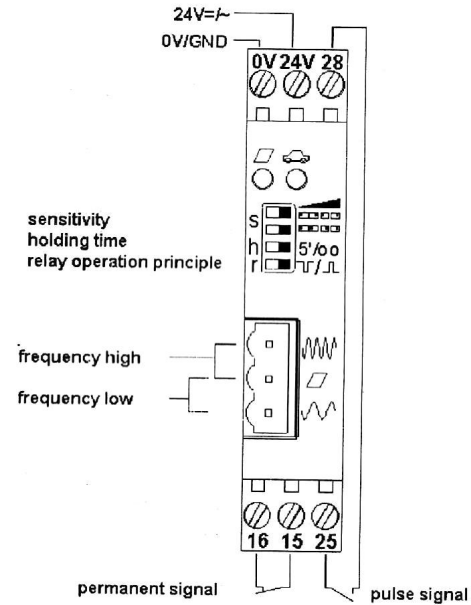 24V=/~
0V/GND
0V 24V 28
sensitivity
holding time
relay operation principle
s
h 5'/oo
r
frequency high
frequency low
16 15 25
permanent signal
pulse signal